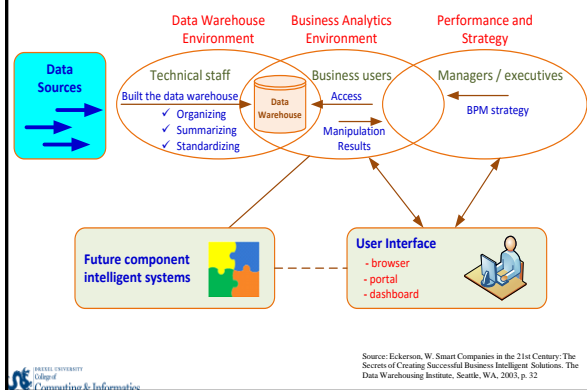 Data Warehouse
Environment
Business Analytics
Environment
Performance and
Strategy
Data
Sources
Technical staff
Built the data warehouse
✓ Organizing
✓ Summarizing
✓ Standardizing
Data
Warehouse
Business users
Access
Manipulation
Results
Managers / executives
BPM strategy
Future component
intelligent systems
User Interface
- browser
- portal
- dashboard
Source: Eckerson, W. Smart Companies in the 21st Century: The
Secrets of Creating Successful Business Intelligent Solutions. The
Data Warehousing Institute, Seattle, WA, 2003, p. 32
DREXEL UNIVERSITY
College of
Computing & Informatics